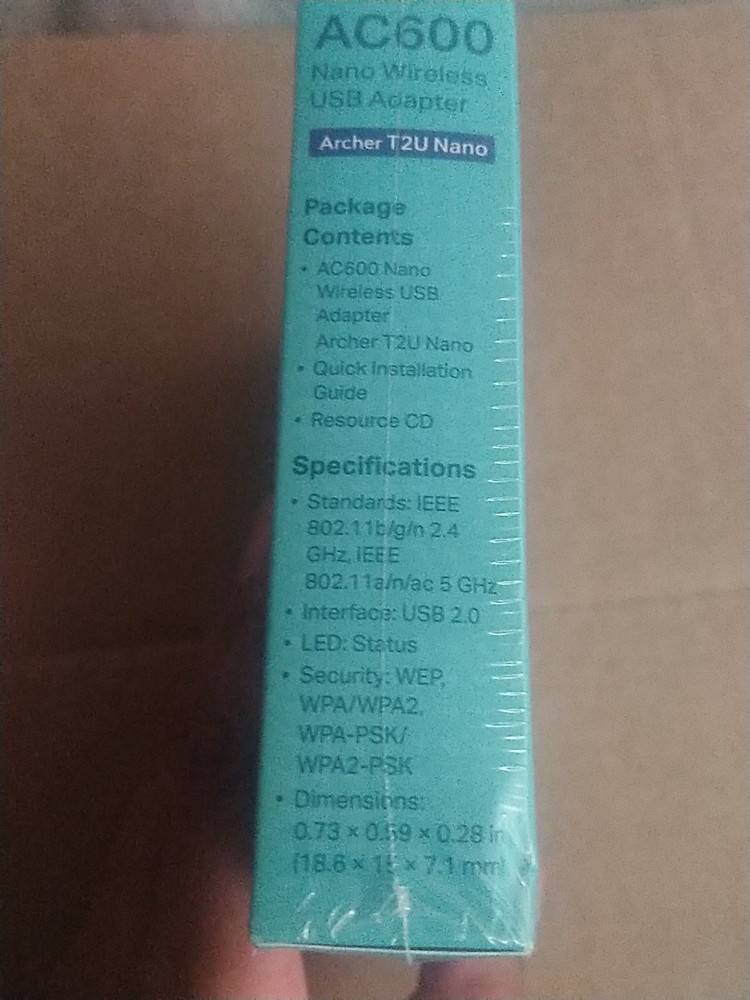 AC600
Nano Wireless
USB Adapter
Archer T2U Nano
Package
Contents
• AC600 Nano
Wireless USB
Adapter
Archer T2U Nano
• Quick Installation
Guide
• Resource CD
Specifications
• Standards: IEEE
802.11b/g/n 2.4
GHz, IEEE
802.11a/n/ac 5 GHz
• Interface: USB 2.0
• LED: Status
• Security: WEP,
WPA/WPA2,
WPA-PSK/
WPA2-PSK
• Dimensions:
0.73 × 0.59 × 0.28 in
(18.6 × 15 × 7.1 mm)